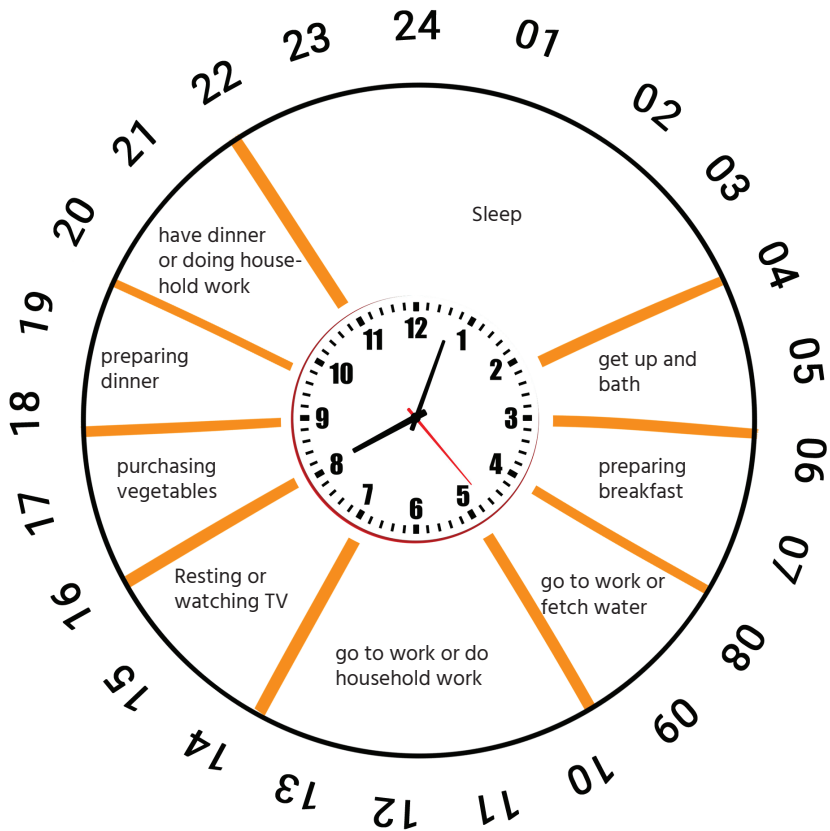 24
01
02
03
04
05
06
07
08
09
10
11
12
13
14
15
16
17
18
19
20
21
22
23
Sleep
get up and
bath
preparing
breakfast
go to work or
fetch water
go to work or do
household work
Resting or
watching TV
purchasing
vegetables
preparing
dinner
have dinner
or doing house-
hold work
12
1
2
3
4
5
6
7
8
9
10
11